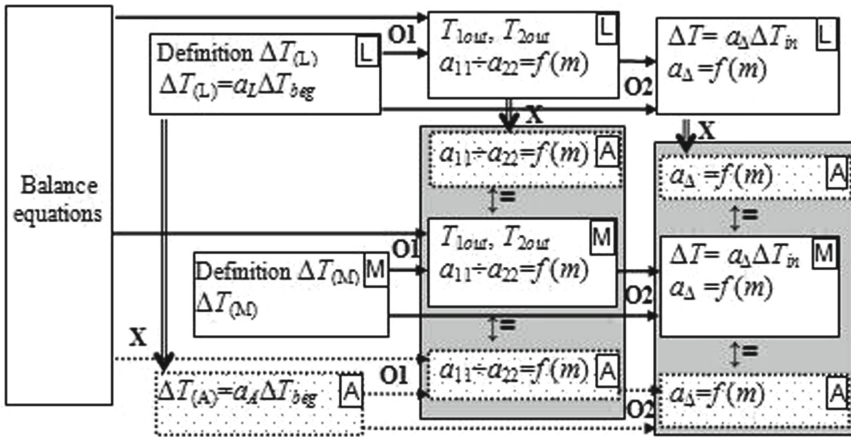 Balance
equations
Definition ΔT(L) L
ΔT(L)=aLΔTbeg
O1
T1out, T2out L
a11÷a22=f(m)
O2
ΔT= aΔΔTin L
aΔ =f(m)
X
X
a11÷a22=f(m) A
aΔ =f(m) A
↕=
↕=
O1
T1out, T2out M
a11÷a22=f(m)
ΔT= aΔΔTin M
aΔ =f(m)
Definition ΔT(M) M
ΔT(M)
O2
X
↕=
↕=
O1
a11÷a22=f(m) A
ΔT(A)=aAΔTbeg A
O2
aΔ=f(m) A